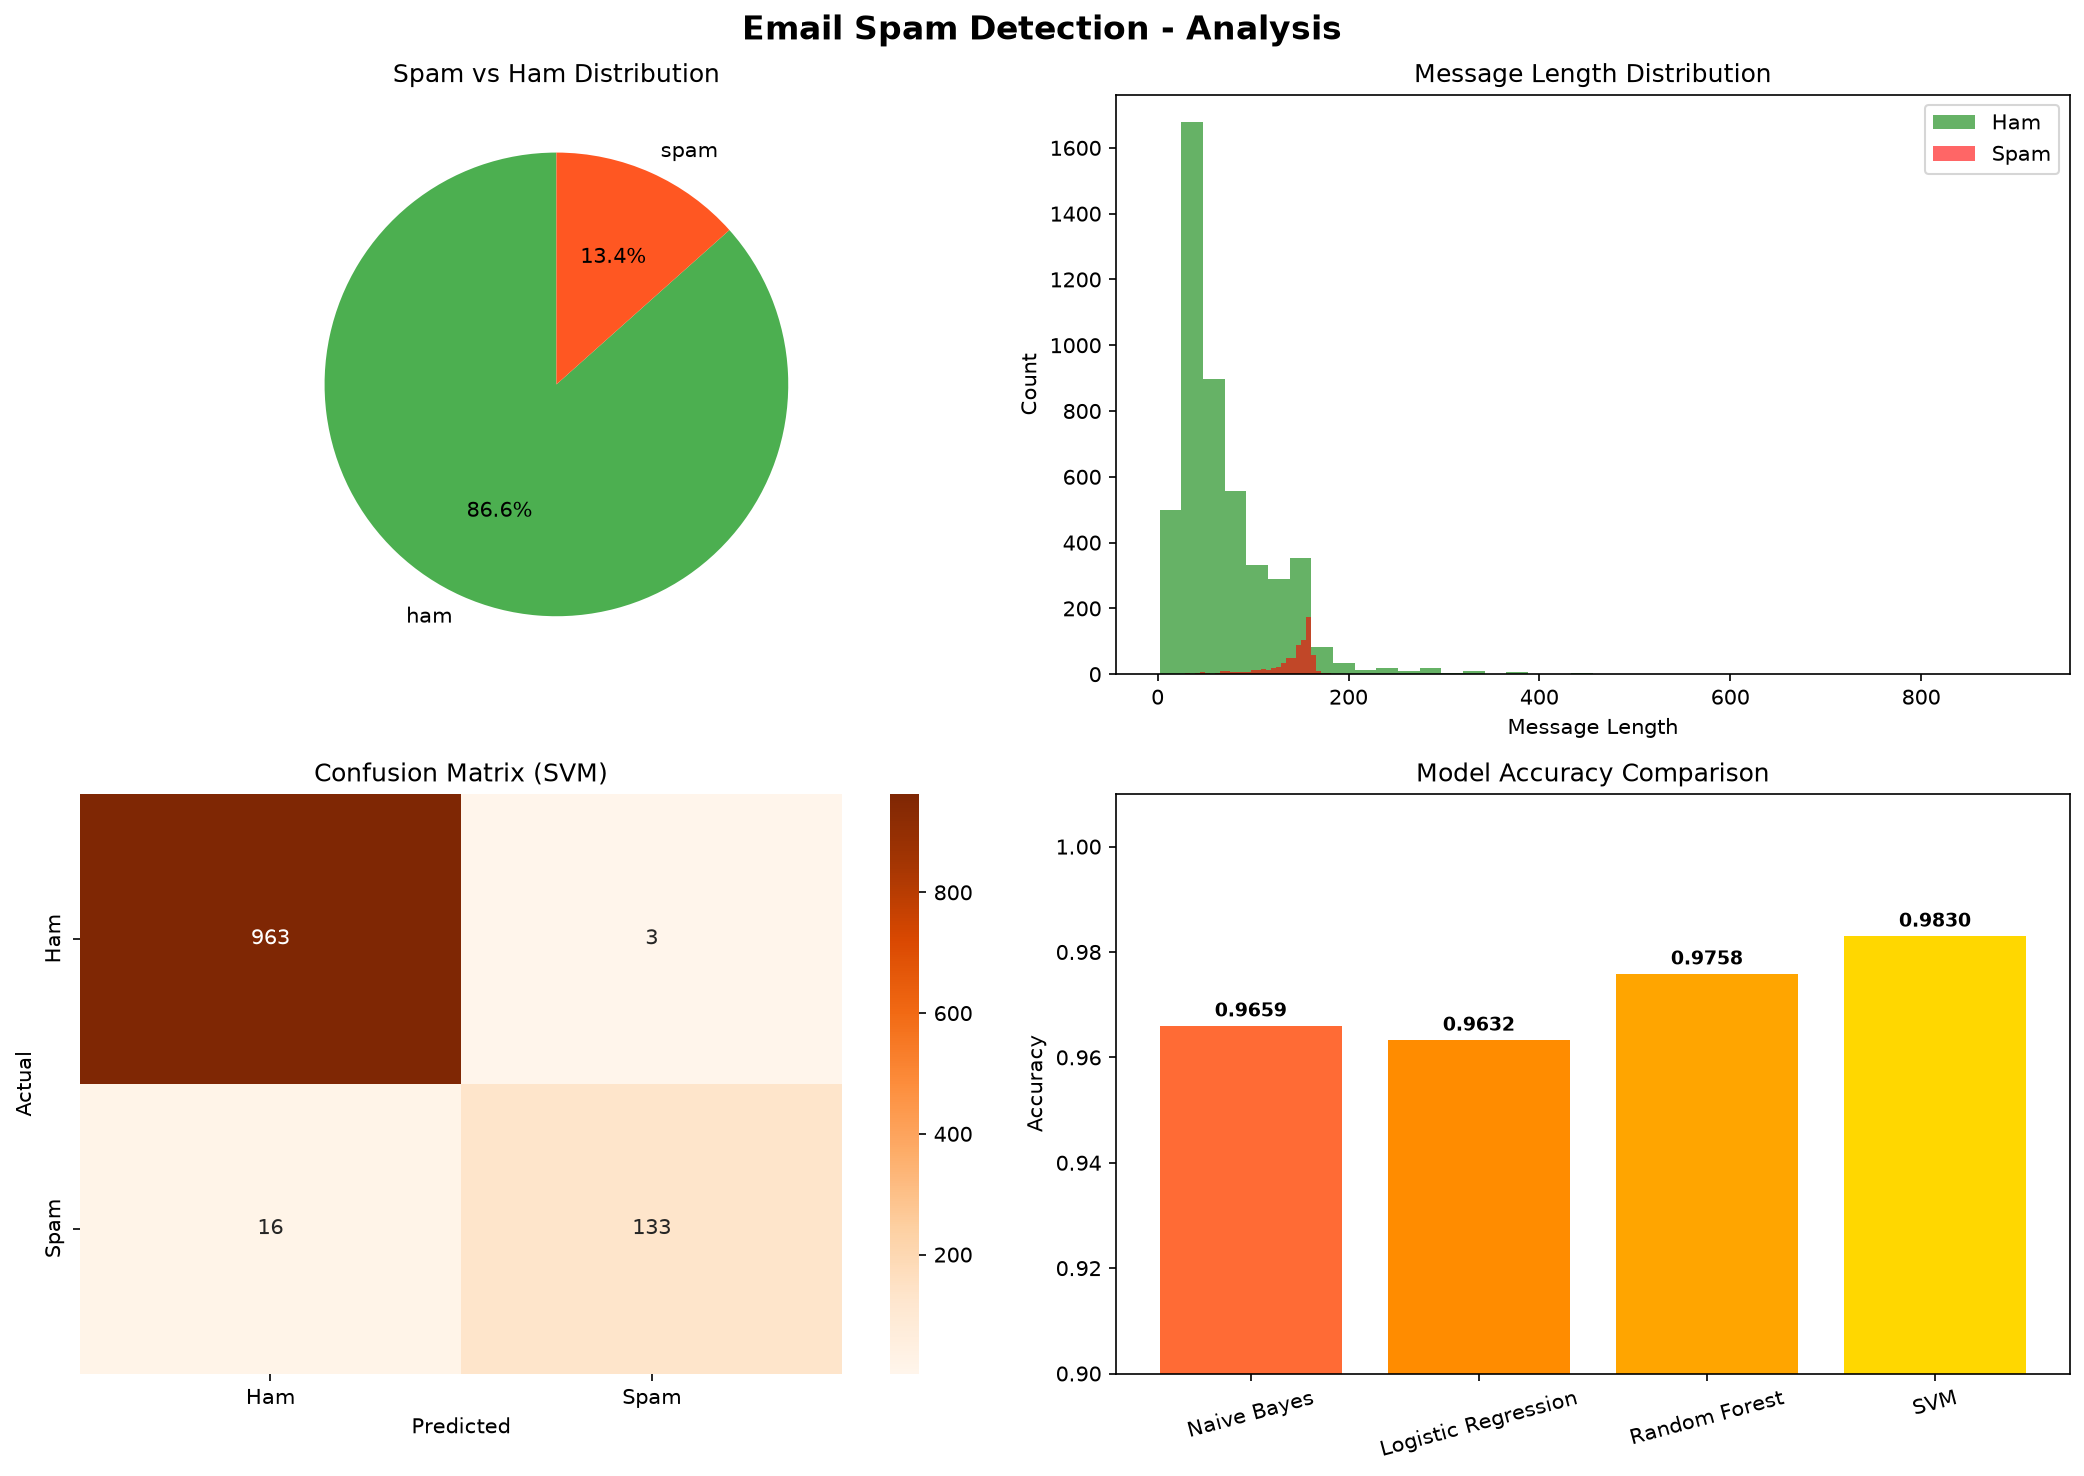 Email Spam Detection - Analysis
Spam vs Ham Distribution
spam
13.4%
86.6%
ham
Message Length Distribution
Ham
Spam
Count
1600
1400
1200
1000
800
600
400
200
0
0 200 400 600 800
Message Length
Confusion Matrix (SVM)
Actual
Ham
963 3
Spam
16 133
Ham Spam
Predicted
800
600
400
200
Model Accuracy Comparison
Accuracy
1.00
0.98
0.96
0.94
0.92
0.90
0.9659
0.9632
0.9758
0.9830
Naive Bayes
Logistic Regression
Random Forest
SVM